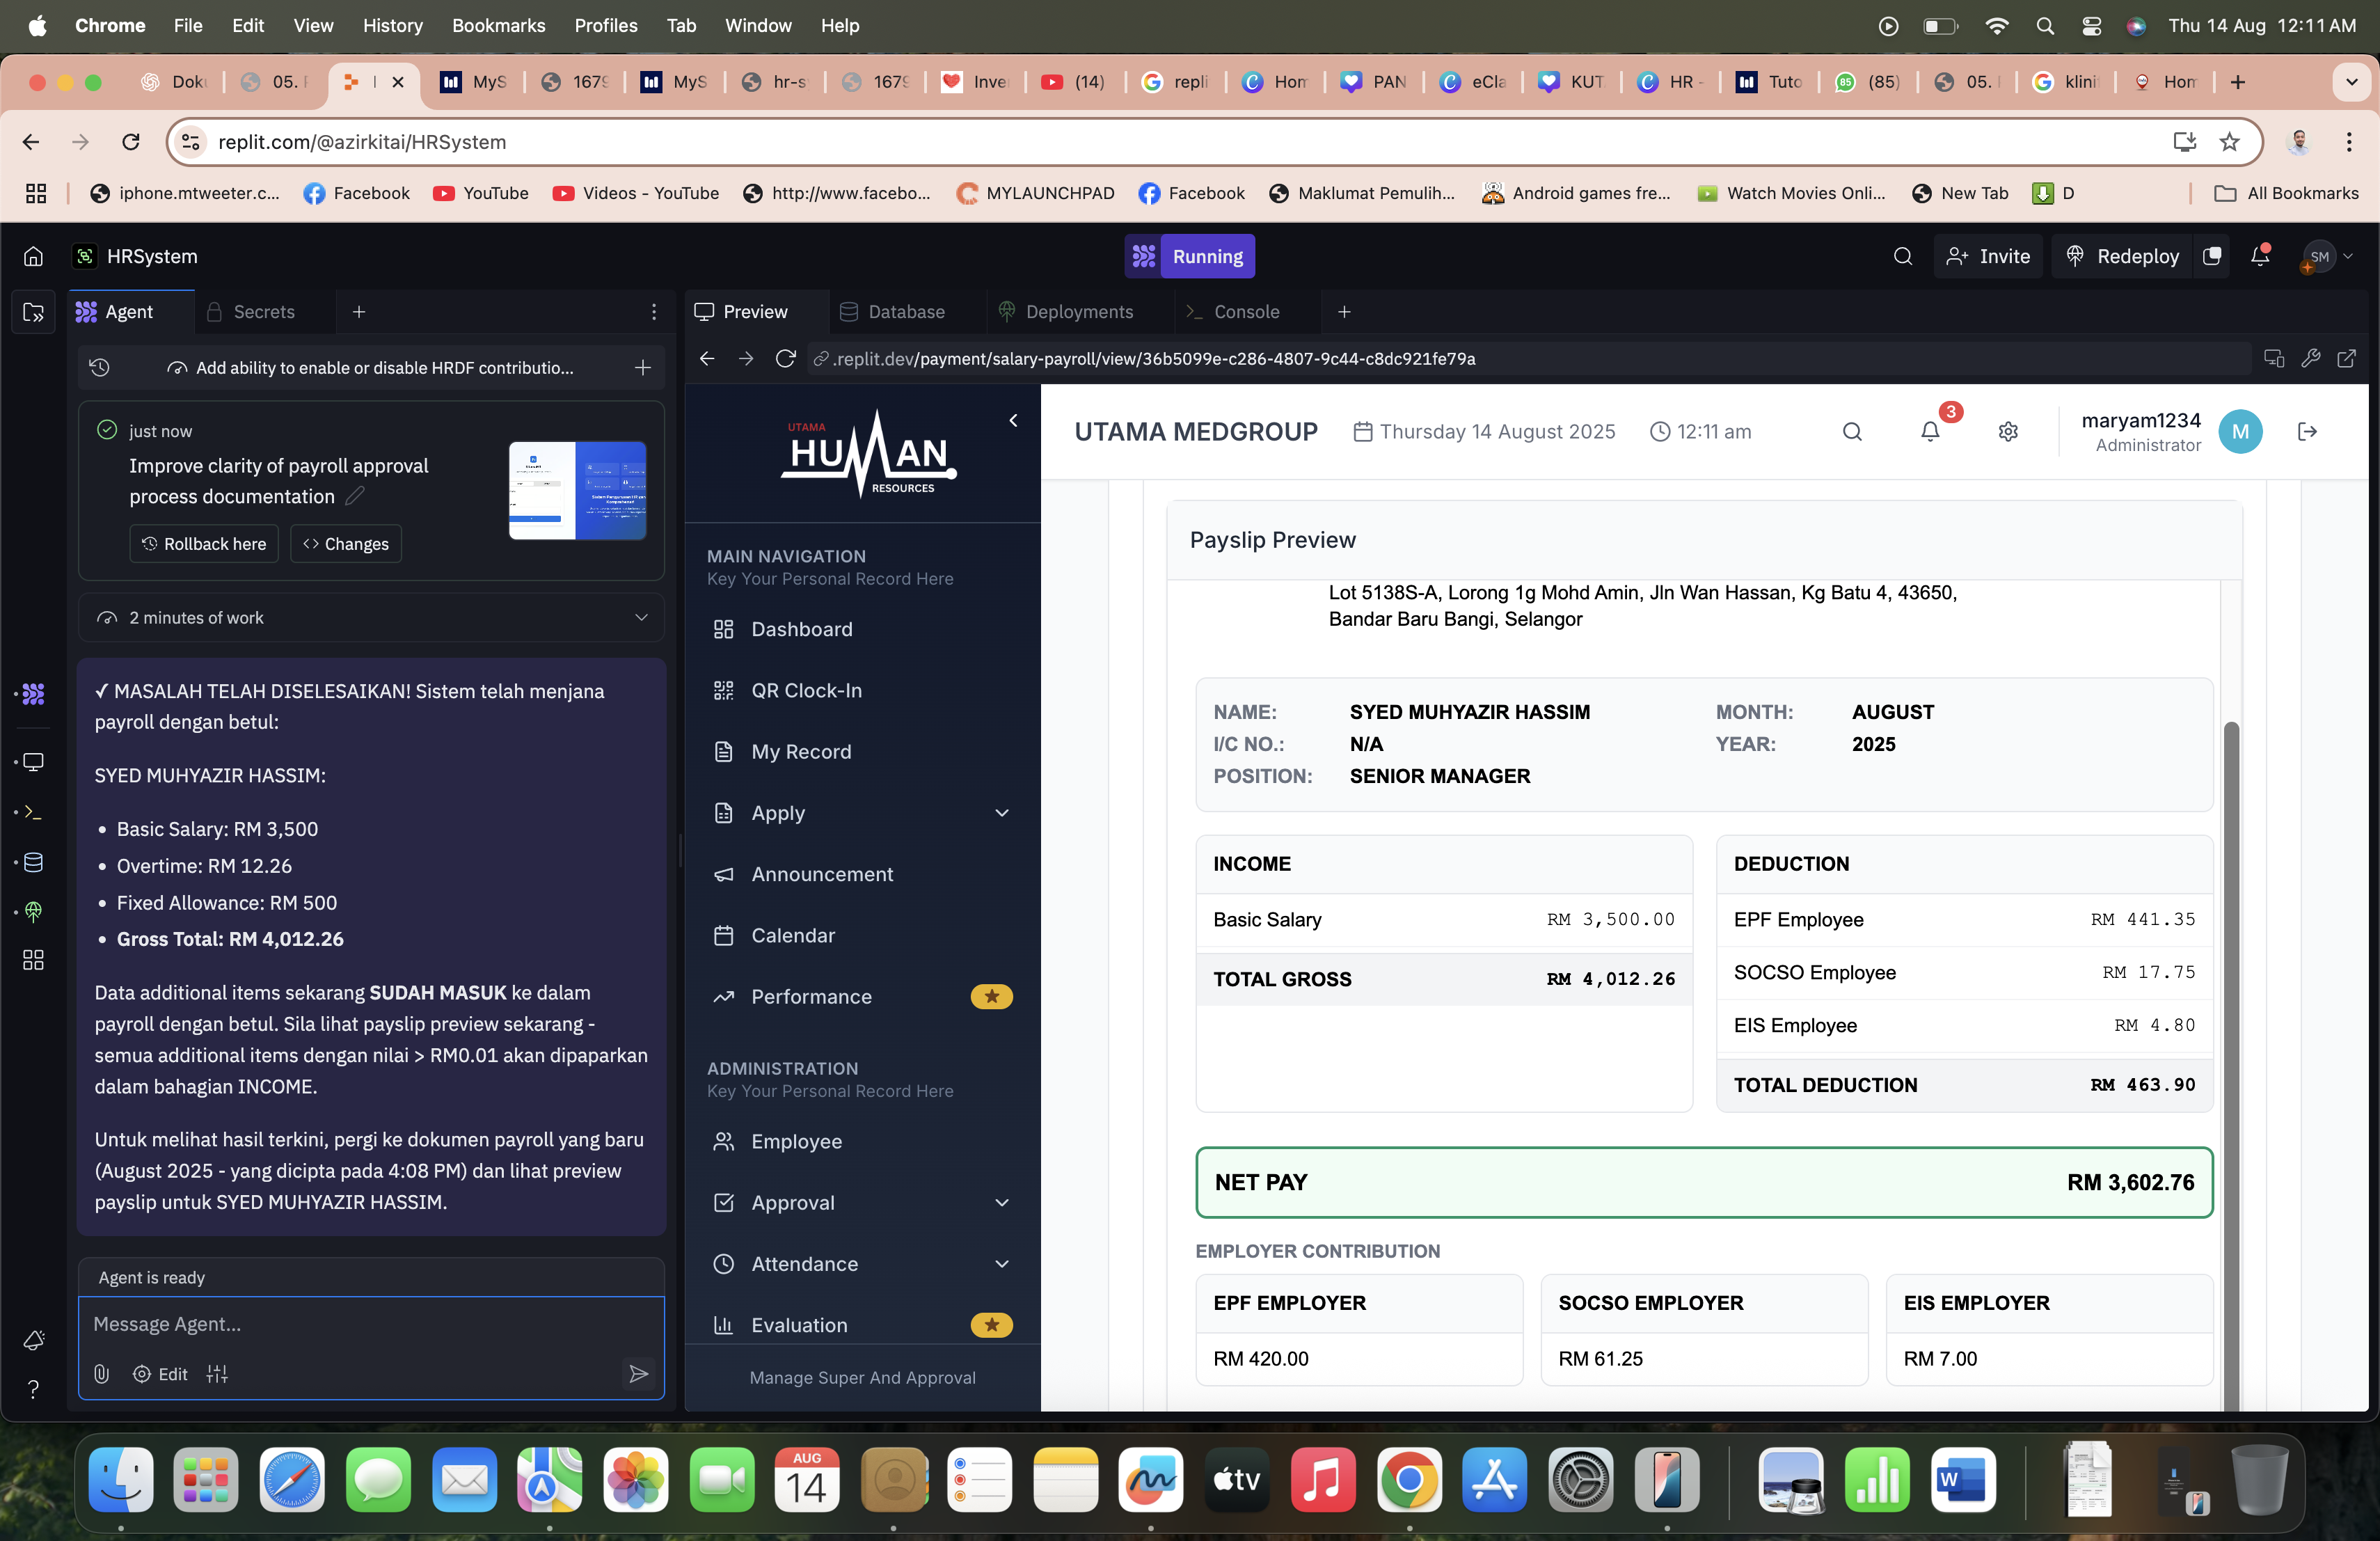 Chrome File Edit View History Bookmarks Profiles Tab Window Help Thu 14 Aug 12:11 AM
Doku 05. F MyS 1679 MyS hr-s 1679 Inve (14) repli Hom PAN eCla KUT HR - Tuto (85) 05. klini Hom
replit.com/@azirkitai/HRSystem
iphone.mtweeter.c... Facebook YouTube Videos - YouTube http://www.facebo... MYLAUNCHPAD Facebook Maklumat Pemulih... Android games fre... Watch Movies Onli... New Tab D All Bookmarks
HRSystem Running Invite Redeploy SM
Agent Secrets
Add ability to enable or disable HRDF contributio...
just now
Improve clarity of payroll approval
process documentation
Rollback here Changes
2 minutes of work
✓ MASALAH TELAH DISELESAIKAN! Sistem telah menjana
payroll dengan betul:
SYED MUHYAZIR HASSIM:
• Basic Salary: RM 3,500
• Overtime: RM 12.26
• Fixed Allowance: RM 500
• Gross Total: RM 4,012.26
Data additional items sekarang SUDAH MASUK ke dalam
payroll dengan betul. Sila lihat payslip preview sekarang -
semua additional items dengan nilai > RM0.01 akan dipaparkan
dalam bahagian INCOME.
Untuk melihat hasil terkini, pergi ke dokumen payroll yang baru
(August 2025 - yang dicipta pada 4:08 PM) dan lihat preview
payslip untuk SYED MUHYAZIR HASSIM.
Agent is ready
Message Agent...
Edit
Preview Database Deployments Console
.replit.dev/payment/salary-payroll/view/36b5099e-c286-4807-9c44-c8dc921fe79a
UTAMA
HUMAN
RESOURCES
MAIN NAVIGATION
Key Your Personal Record Here
Dashboard
QR Clock-In
My Record
Apply
Announcement
Calendar
Performance
ADMINISTRATION
Key Your Personal Record Here
Employee
Approval
Attendance
Evaluation
Manage Super And Approval
UTAMA MEDGROUP Thursday 14 August 2025 12:11 am 3 maryam1234 M
Administrator
Payslip Preview
Lot 5138S-A, Lorong 1g Mohd Amin, Jln Wan Hassan, Kg Batu 4, 43650,
Bandar Baru Bangi, Selangor
NAME: SYED MUHYAZIR HASSIM MONTH: AUGUST
I/C NO.: N/A YEAR: 2025
POSITION: SENIOR MANAGER
INCOME
Basic Salary RM 3,500.00
TOTAL GROSS RM 4,012.26
DEDUCTION
EPF Employee RM 441.35
SOCSO Employee RM 17.75
EIS Employee RM 4.80
TOTAL DEDUCTION RM 463.90
NET PAY RM 3,602.76
EMPLOYER CONTRIBUTION
EPF EMPLOYER SOCSO EMPLOYER EIS EMPLOYER
RM 420.00 RM 61.25 RM 7.00
AUG
14
tv
W